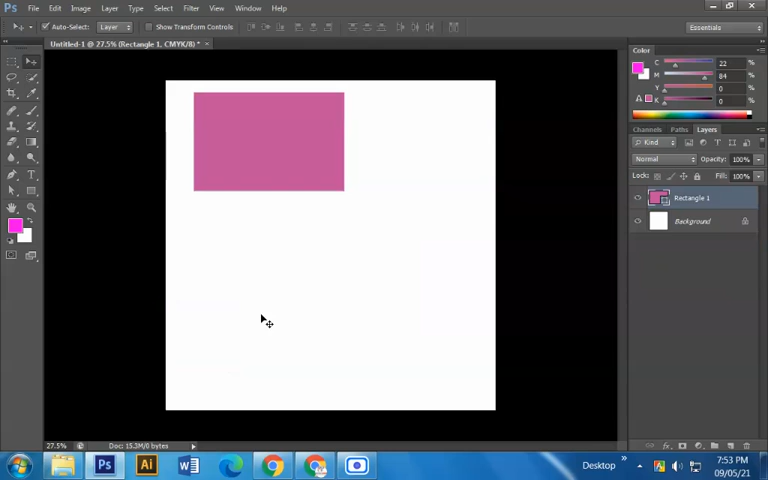 Ps File Edit Image Layer Type Select Filter View Window Help
Auto-Select: Layer Show Transform Controls Essentials
Untitled-1 @ 27.5% (Rectangle 1, CMYK/8) * ×
Color
C 22 %
M 84 %
Y 0 %
K 0 %
Channels Paths Layers
Kind
Normal Opacity: 100%
Lock: Fill: 100%
Rectangle 1
Background
27.5% Doc: 15.3M/0 bytes
Ps Ai W Desktop 7:53 PM
09/05/21